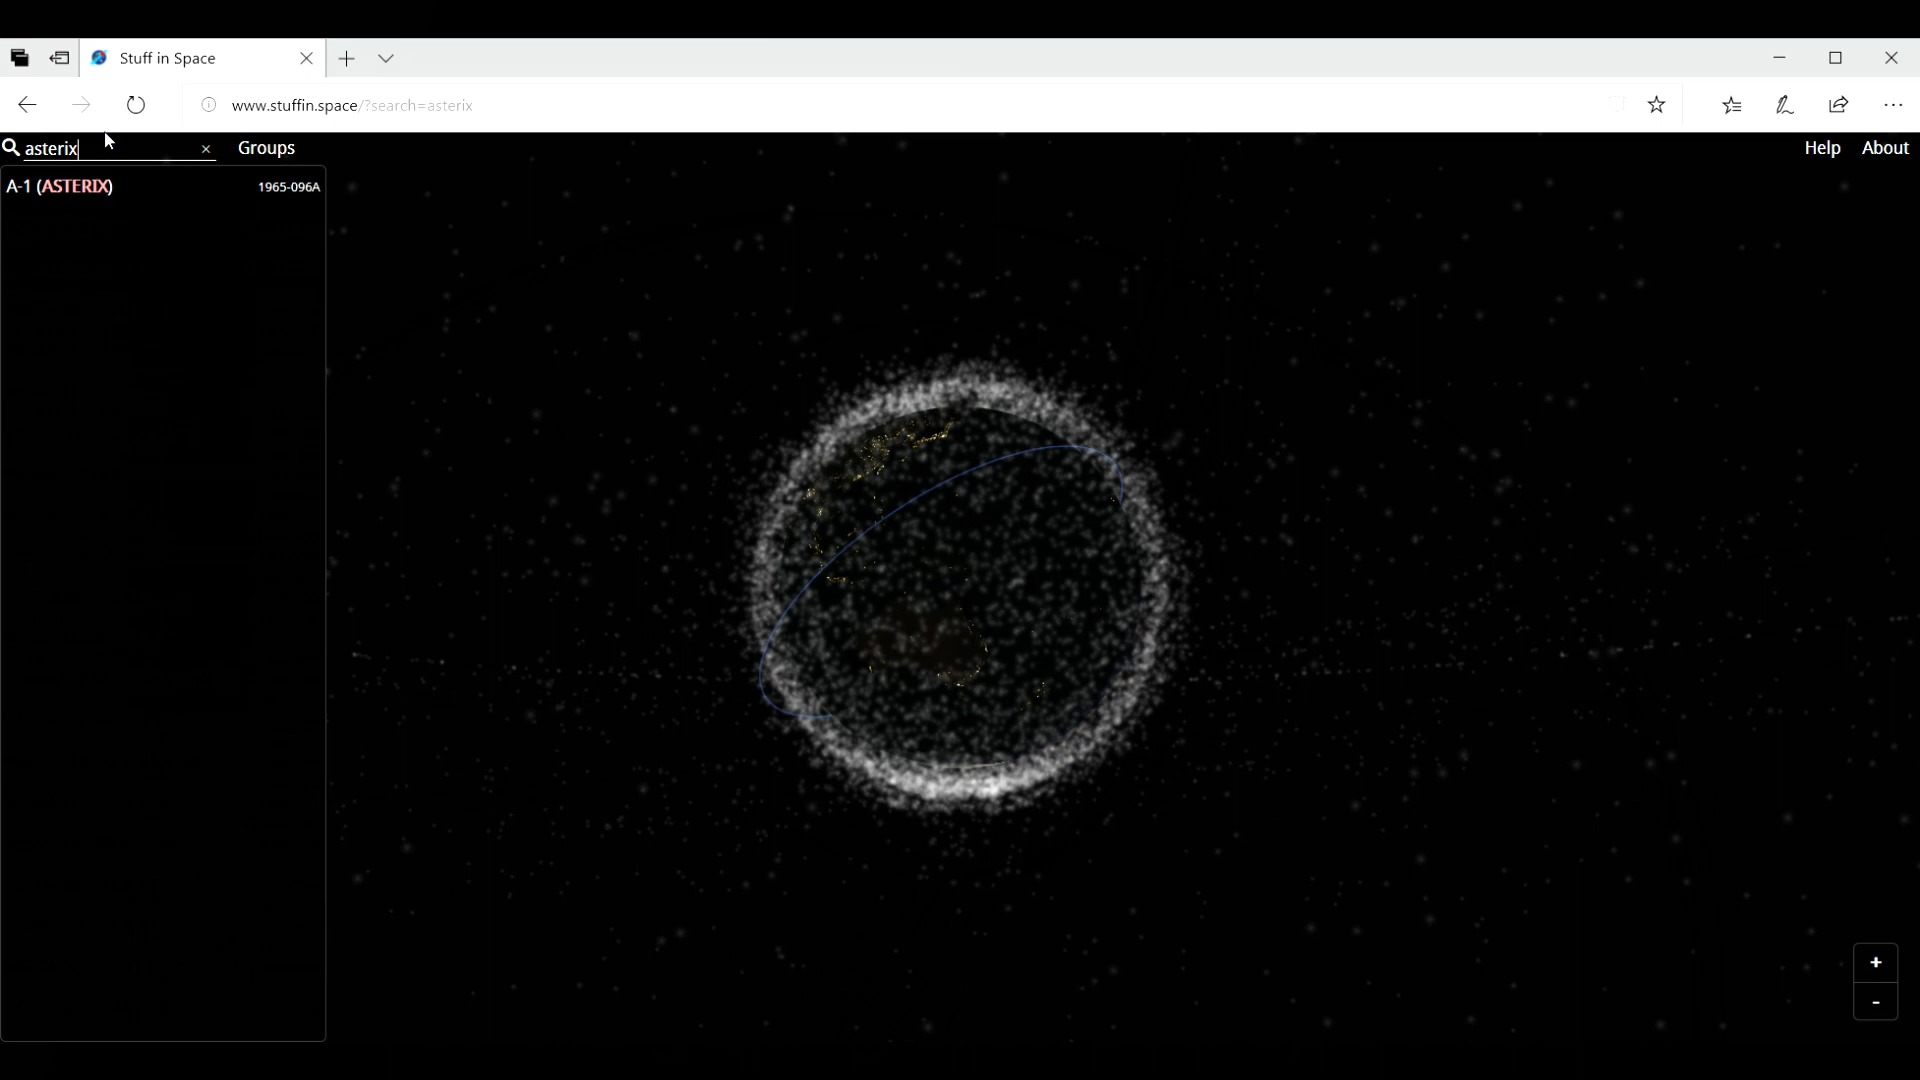 Stuff in Space
www.stuffin.space/?search=asterix
asterix × Groups Help About
A-1 (ASTERIX) 1965-096A
+
-